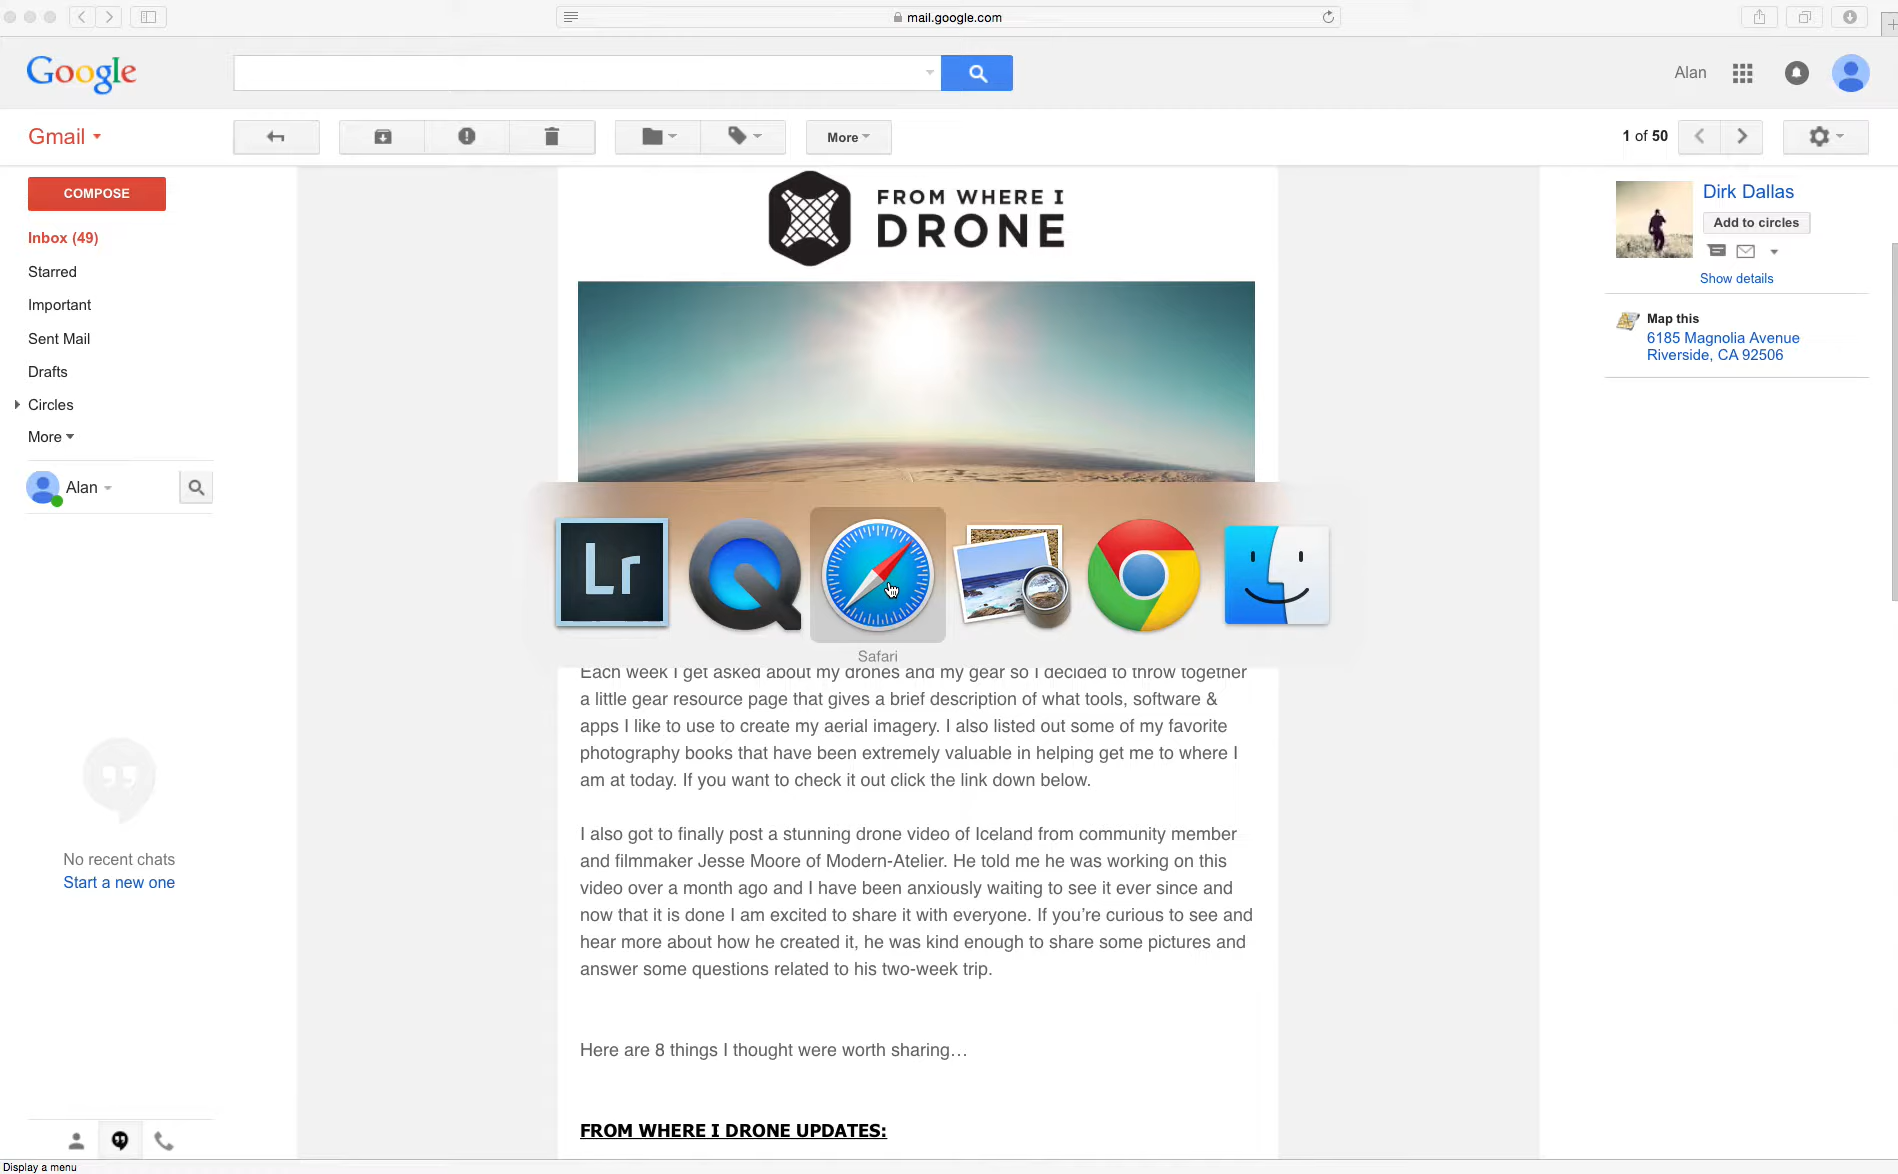 mail.google.com
Google
Alan
Gmail
More
1 of 50
COMPOSE
Inbox (49)
Starred
Important
Sent Mail
Drafts
Circles
More
Alan
No recent chats
Start a new one
FROM WHERE I
DRONE
Lr
Safari
Each week I get asked about my drones and my gear so I decided to throw together
a little gear resource page that gives a brief description of what tools, software &
apps I like to use to create my aerial imagery. I also listed out some of my favorite
photography books that have been extremely valuable in helping get me to where I
am at today. If you want to check it out click the link down below.
I also got to finally post a stunning drone video of Iceland from community member
and filmmaker Jesse Moore of Modern-Atelier. He told me he was working on this
video over a month ago and I have been anxiously waiting to see it ever since and
now that it is done I am excited to share it with everyone. If you’re curious to see and
hear more about how he created it, he was kind enough to share some pictures and
answer some questions related to his two-week trip.
Here are 8 things I thought were worth sharing…
FROM WHERE I DRONE UPDATES:
Dirk Dallas
Add to circles
Show details
Map this
6185 Magnolia Avenue
Riverside, CA 92506
Display a menu